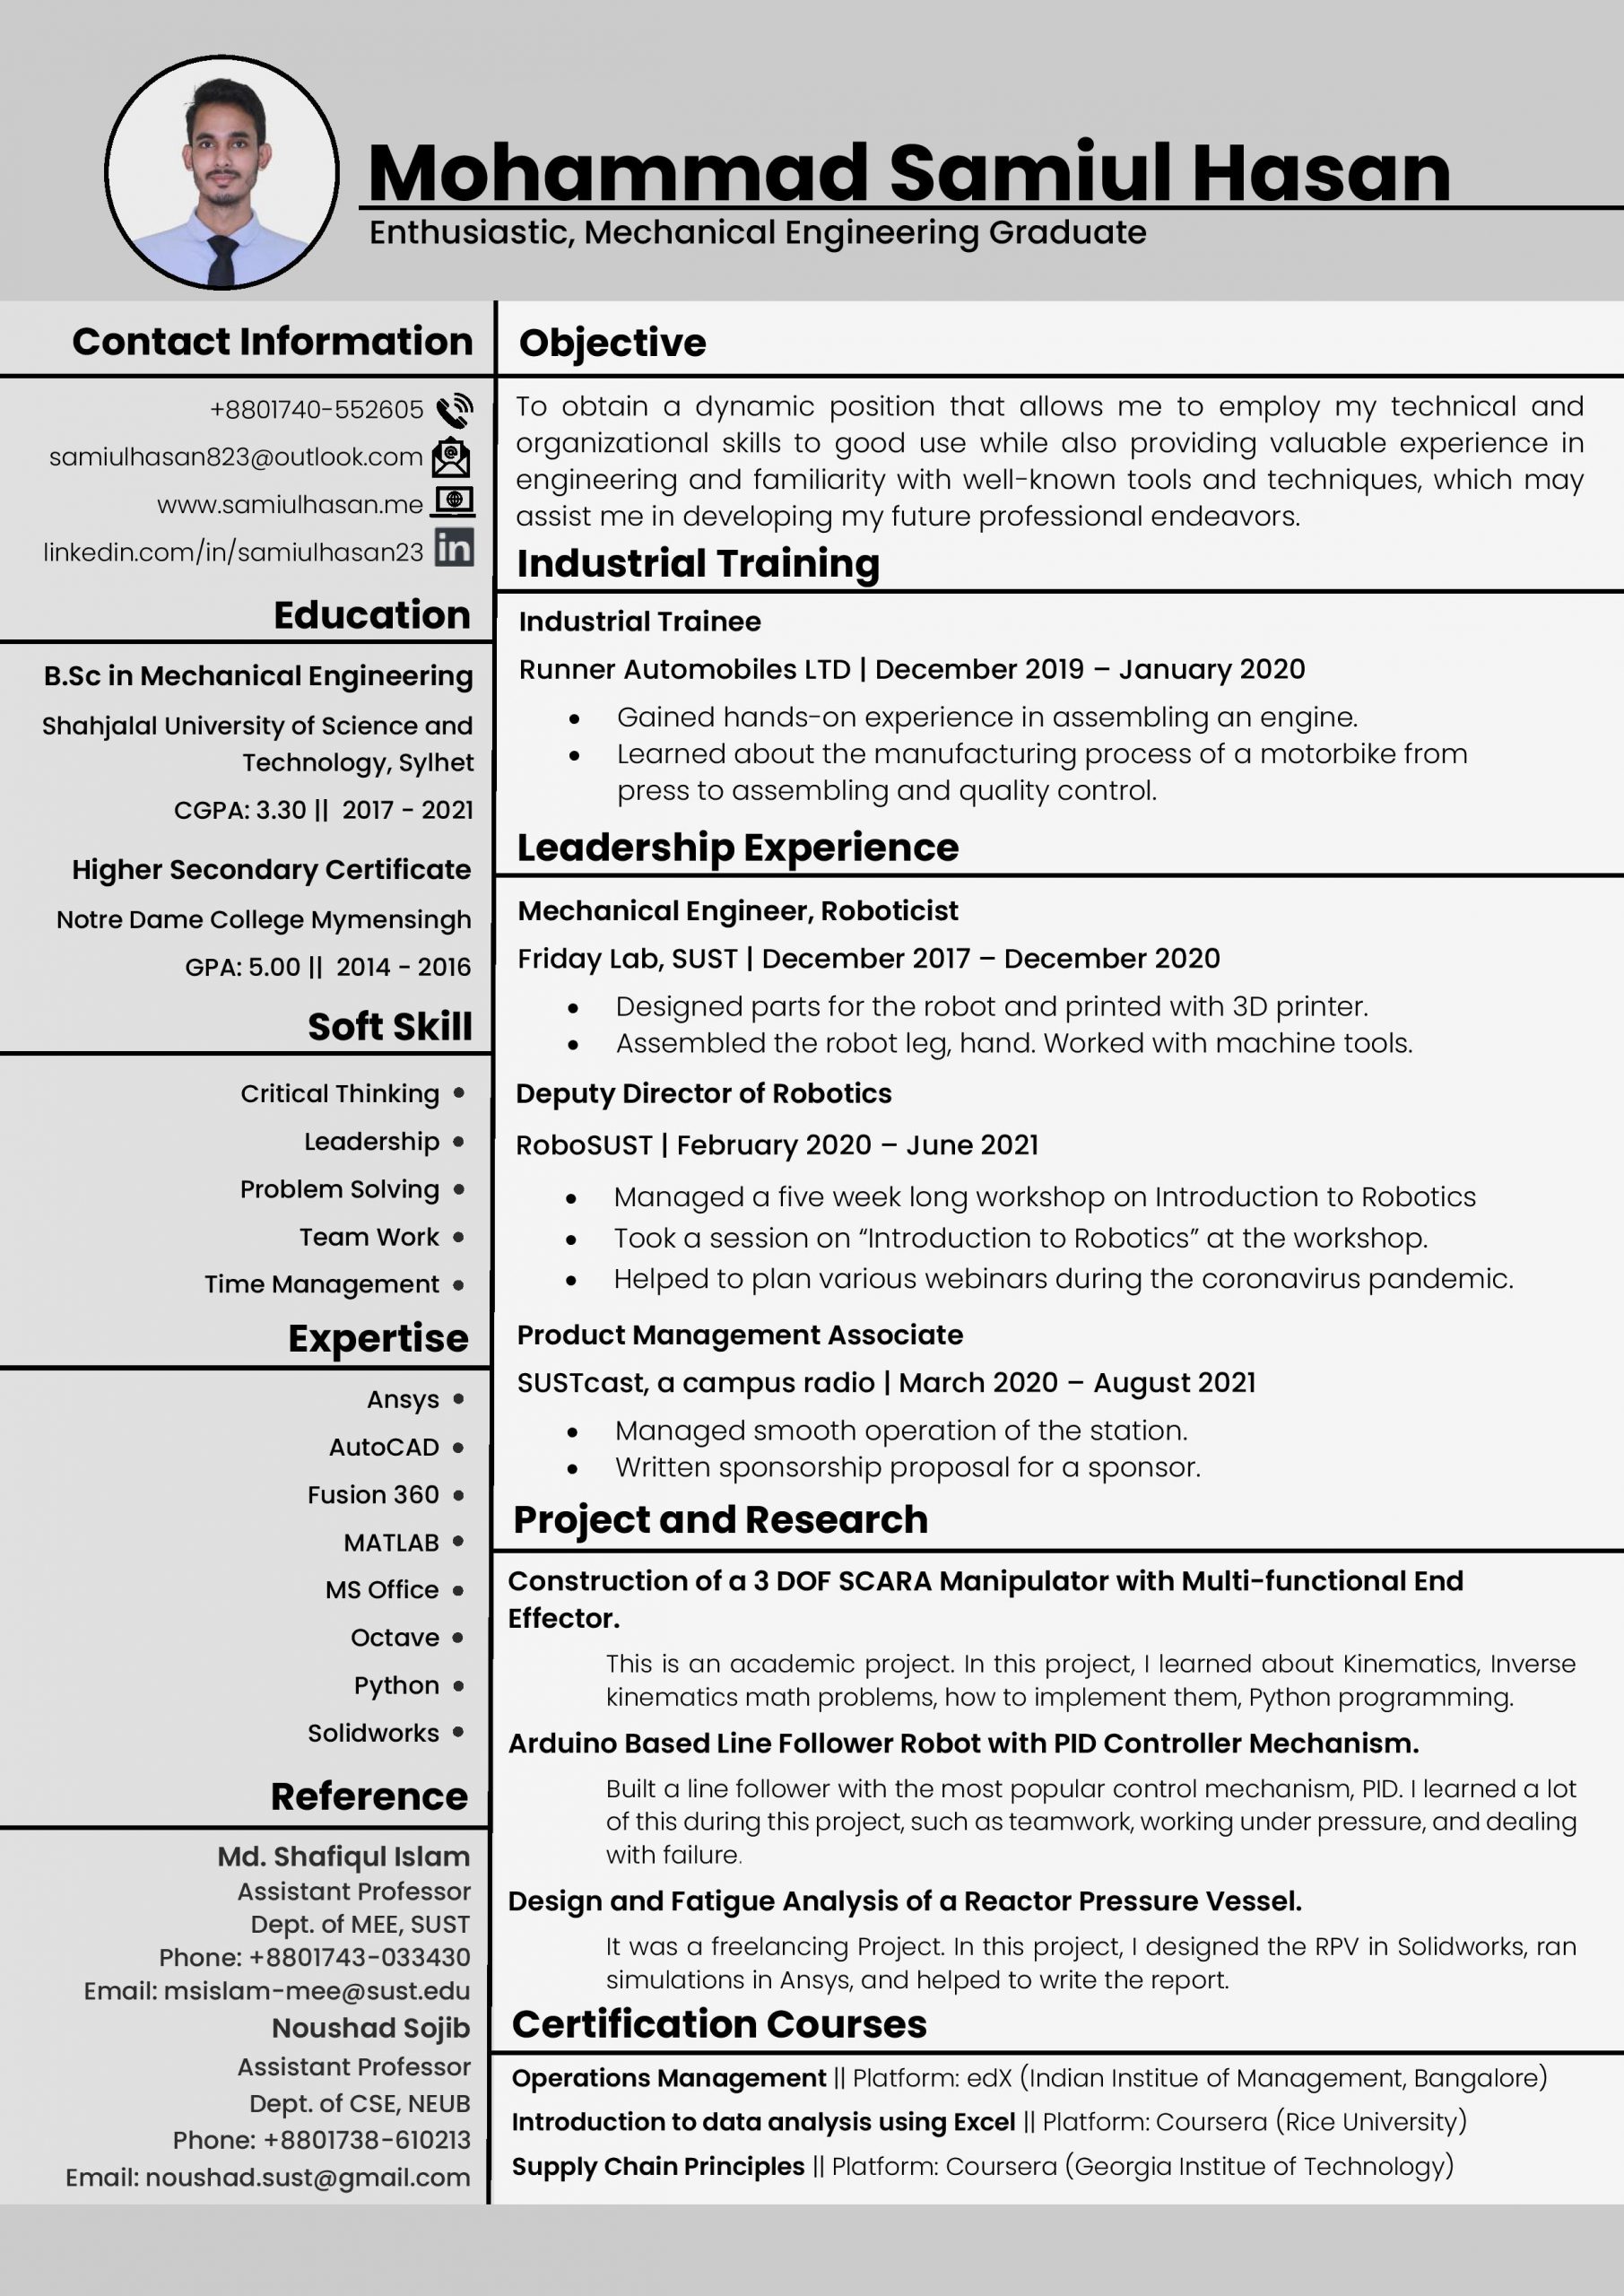 Mohammad Samiul Hasan
Enthusiastic, Mechanical Engineering Graduate
Contact Information
+8801740-552605
samiulhasan823@outlook.com
www.samiulhasan.me
linkedin.com/in/samiulhasan23
in
Education
B.Sc in Mechanical Engineering
Shahjalal University of Science and
Technology, Sylhet
CGPA: 3.30 || 2017 - 2021
Higher Secondary Certificate
Notre Dame College Mymensingh
GPA: 5.00 || 2014 - 2016
Soft Skill
Critical Thinking •
Leadership •
Problem Solving •
Team Work •
Time Management •
Expertise
Ansys •
AutoCAD •
Fusion 360 •
MATLAB •
MS Office •
Octave •
Python •
Solidworks •
Reference
Md. Shafiqul Islam
Assistant Professor
Dept. of MEE, SUST
Phone: +8801743-033430
Email: msislam-mee@sust.edu
Noushad Sojib
Assistant Professor
Dept. of CSE, NEUB
Phone: +8801738-610213
Email: noushad.sust@gmail.com
Objective
To obtain a dynamic position that allows me to employ my technical and
organizational skills to good use while also providing valuable experience in
engineering and familiarity with well-known tools and techniques, which may
assist me in developing my future professional endeavors.
Industrial Training
Industrial Trainee
Runner Automobiles LTD | December 2019 – January 2020
• Gained hands-on experience in assembling an engine.
• Learned about the manufacturing process of a motorbike from
press to assembling and quality control.
Leadership Experience
Mechanical Engineer, Roboticist
Friday Lab, SUST | December 2017 – December 2020
• Designed parts for the robot and printed with 3D printer.
• Assembled the robot leg, hand. Worked with machine tools.
Deputy Director of Robotics
RoboSUST | February 2020 – June 2021
• Managed a five week long workshop on Introduction to Robotics
• Took a session on “Introduction to Robotics” at the workshop.
• Helped to plan various webinars during the coronavirus pandemic.
Product Management Associate
SUSTcast, a campus radio | March 2020 – August 2021
• Managed smooth operation of the station.
• Written sponsorship proposal for a sponsor.
Project and Research
Construction of a 3 DOF SCARA Manipulator with Multi-functional End
Effector.
This is an academic project. In this project, I learned about Kinematics, Inverse
kinematics math problems, how to implement them, Python programming.
Arduino Based Line Follower Robot with PID Controller Mechanism.
Built a line follower with the most popular control mechanism, PID. I learned a lot
of this during this project, such as teamwork, working under pressure, and dealing
with failure.
Design and Fatigue Analysis of a Reactor Pressure Vessel.
It was a freelancing Project. In this project, I designed the RPV in Solidworks, ran
simulations in Ansys, and helped to write the report.
Certification Courses
Operations Management || Platform: edX (Indian Institue of Management, Bangalore)
Introduction to data analysis using Excel || Platform: Coursera (Rice University)
Supply Chain Principles || Platform: Coursera (Georgia Institue of Technology)